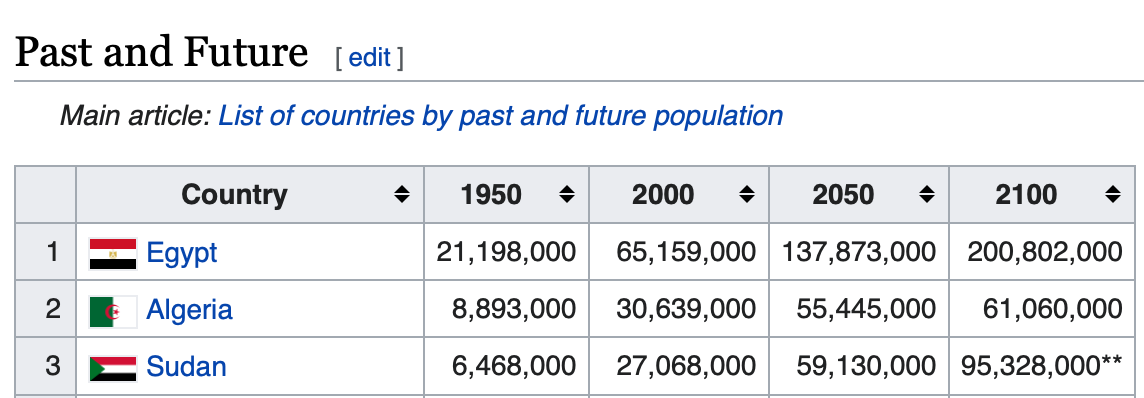 Past and Future [ edit ]
Main article: List of countries by past and future population
Country 1950 2000 2050 2100
1 Egypt 21,198,000 65,159,000 137,873,000 200,802,000
2 Algeria 8,893,000 30,639,000 55,445,000 61,060,000
3 Sudan 6,468,000 27,068,000 59,130,000 95,328,000**